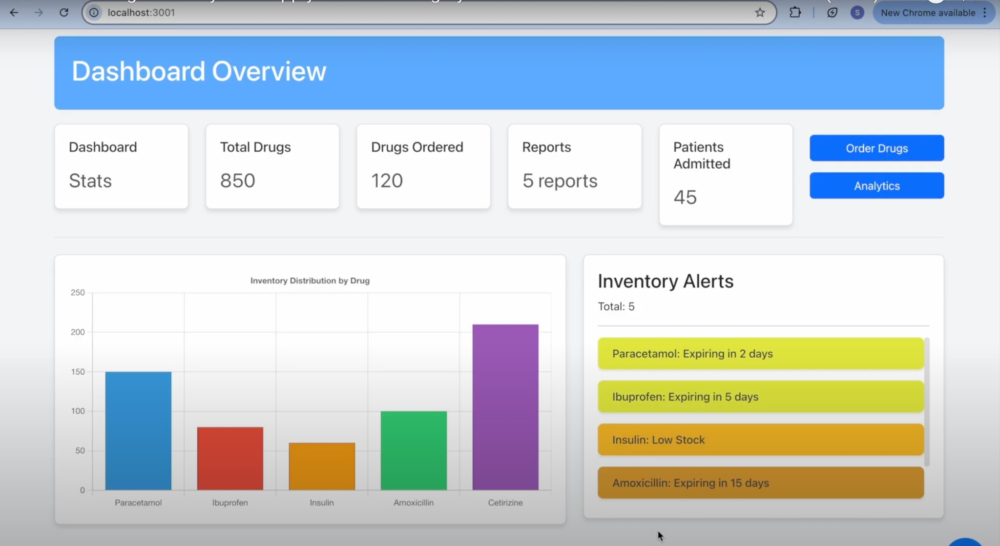 localhost:3001
S
New Chrome available
Dashboard Overview
Dashboard
Stats
Total Drugs
850
Drugs Ordered
120
Reports
5 reports
Patients
Admitted
45
Order Drugs
Analytics
Inventory Distribution by Drug
250
200
150
100
50
0
Paracetamol
Ibuprofen
Insulin
Amoxicillin
Cetirizine
Inventory Alerts
Total: 5
Paracetamol: Expiring in 2 days
Ibuprofen: Expiring in 5 days
Insulin: Low Stock
Amoxicillin: Expiring in 15 days